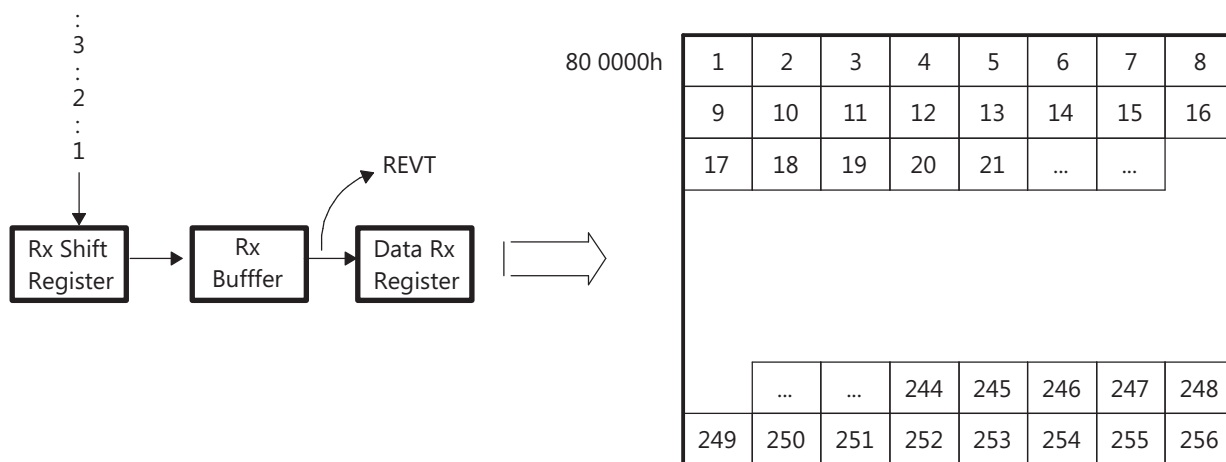 :
3
:
2
:
1
REVT
Rx Shift
Register
Rx
Bufffer
Data Rx
Register
80 0000h
1 2 3 4 5 6 7 8
9 10 11 12 13 14 15 16
17 18 19 20 21 ... ...
... ... 244 245 246 247 248
249 250 251 252 253 254 255 256